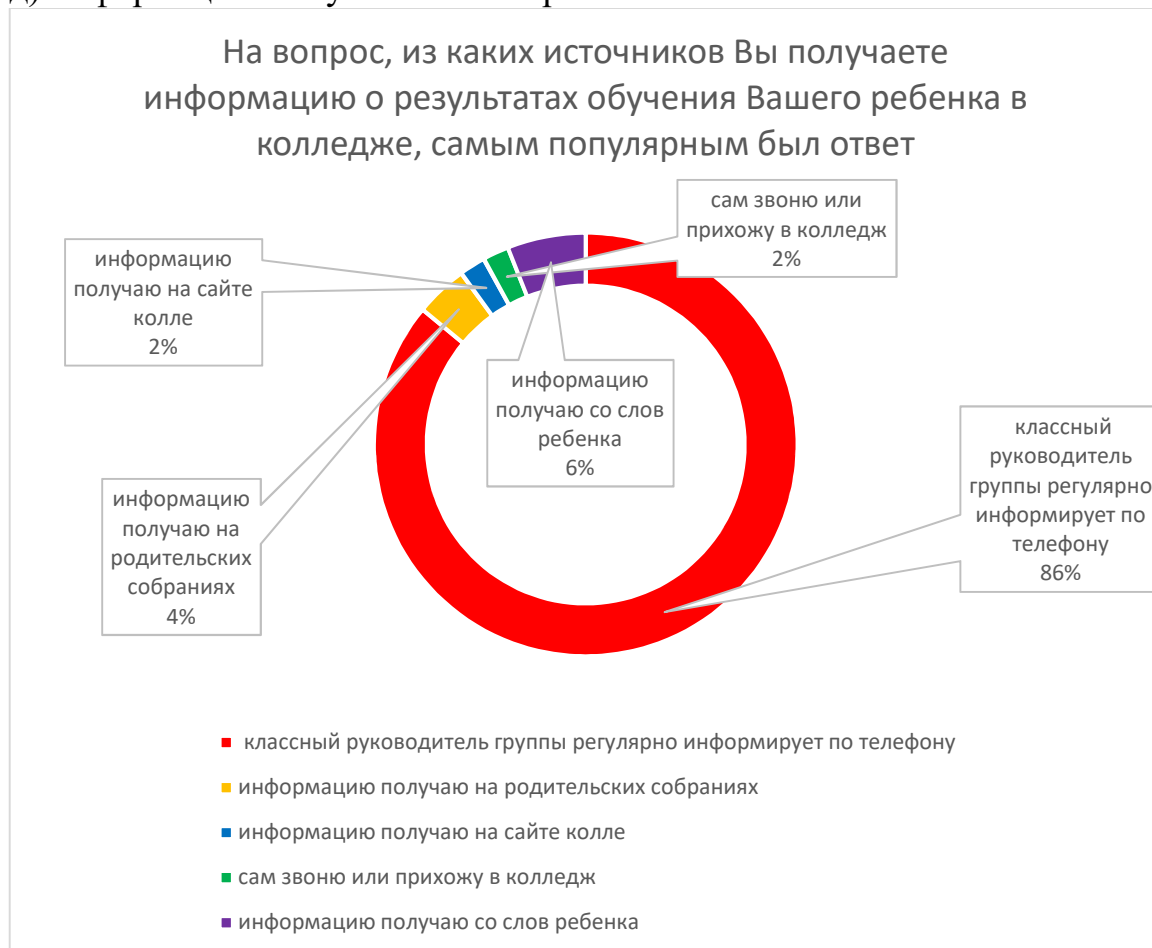 На вопрос, из каких источников Вы получаете
информацию о результатах обучения Вашего ребенка в
колледже, самым популярным был ответ
сам звоню или
прихожу в колледж
2%
информацию
получаю на сайте
колле
2%
информацию
получаю со слов
ребенка
6%
классный
руководитель
группы регулярно
информирует по
телефону
86%
информацию
получаю на
родительских
собраниях
4%
классный руководитель группы регулярно информирует по телефону
информацию получаю на родительских собраниях
информацию получаю на сайте колле
сам звоню или прихожу в колледж
информацию получаю со слов ребенка